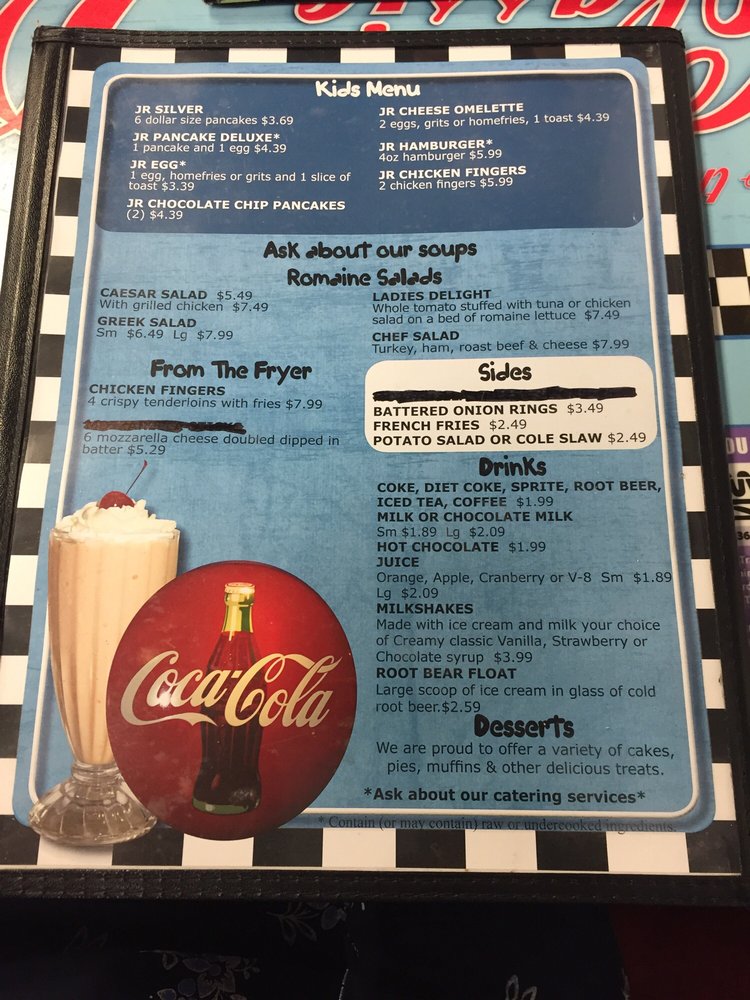 Kids Menu
JR SILVER
6 dollar size pancakes $3.69
JR PANCAKE DELUXE*
1 pancake and 1 egg $4.39
JR EGG*
1 egg, homefries or grits and 1 slice of
toast $3.39
JR CHOCOLATE CHIP PANCAKES
(2) $4.39
JR CHEESE OMELETTE
2 eggs, grits or homefries, 1 toast $4.39
JR HAMBURGER*
4oz hamburger $5.99
JR CHICKEN FINGERS
2 chicken fingers $5.99
Ask about our soups
Romaine Salads
CAESAR SALAD $5.49
With grilled chicken $7.49
GREEK SALAD
Sm $6.49 Lg $7.99
LADIES DELIGHT
Whole tomato stuffed with tuna or chicken
salad on a bed of romaine lettuce $7.49
CHEF SALAD
Turkey, ham, roast beef & cheese $7.99
From The Fryer
CHICKEN FINGERS
4 crispy tenderloins with fries $7.99
6 mozzarella cheese doubled dipped in
batter $5.29
Sides
BATTERED ONION RINGS $3.49
FRENCH FRIES $2.49
POTATO SALAD OR COLE SLAW $2.49
Drinks
COKE, DIET COKE, SPRITE, ROOT BEER,
ICED TEA, COFFEE $1.99
MILK OR CHOCOLATE MILK
Sm $1.89 Lg $2.09
HOT CHOCOLATE $1.99
JUICE
Orange, Apple, Cranberry or V-8 Sm $1.89
Lg $2.09
MILKSHAKES
Made with ice cream and milk your choice
of Creamy classic Vanilla, Strawberry or
Chocolate syrup $3.99
ROOT BEAR FLOAT
Large scoop of ice cream in glass of cold
root beer.$2.59
Desserts
We are proud to offer a variety of cakes,
pies, muffins & other delicious treats.
*Ask about our catering services*
* Contain (or may contain) raw or undercooked ingredients.
Coca-Cola